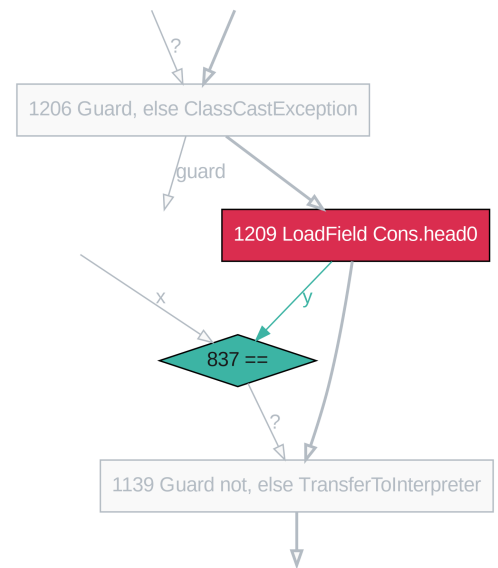 ?
1206 Guard, else ClassCastException
guard
1209 LoadField Cons.head0
x
y
837 ==
?
1139 Guard not, else TransferToInterpreter